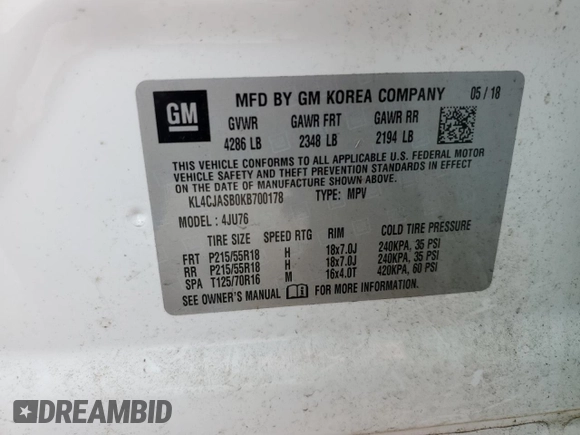 GM
MFD BY GM KOREA COMPANY 05/18
GVWR GAWR FRT GAWR RR
4286 LB 2348 LB 2194 LB
THIS VEHICLE CONFORMS TO ALL APPLICABLE U.S. FEDERAL MOTOR
VEHICLE SAFETY AND THEFT PREVENTION STANDARDS IN EFFECT ON THE DATE OF
MANUFACTURE SHOWN ABOVE.
KL4CJASB0KB700178 TYPE: MPV
MODEL: 4JU76
TIRE SIZE SPEED RTG RIM COLD TIRE PRESSURE
FRT P215/55R18 H 18x7.0J 240KPA, 35 PSI
RR P215/55R18 H 18x7.0J 240KPA, 35 PSI
SPA T125/70R16 M 16x4.0T 420KPA, 60 PSI
SEE OWNER'S MANUAL FOR MORE INFORMATION.
DREAMBID